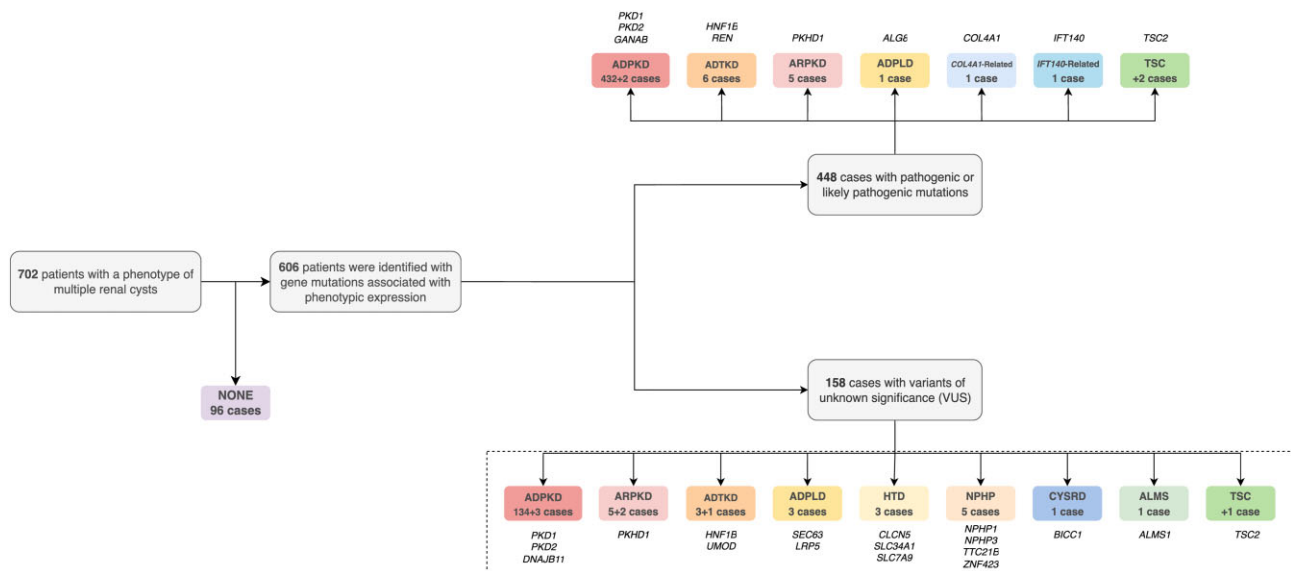 PKD1
PKD2
GANAB
HNF1B
REN
PKHD1
ALG8
COL4A1
IFT140
TSC2
ADPKD
432+2 cases
ADTKD
6 cases
ARPKD
5 cases
ADPLD
1 case
COL4A1-Related
1 case
IFT140-Related
1 case
TSC
+2 cases
448 cases with pathogenic or
likely pathogenic mutations
702 patients with a phenotype of
multiple renal cysts
606 patients were identified with
gene mutations associated with
phenotypic expression
NONE
96 cases
158 cases with variants of
unknown significance (VUS)
ADPKD
134+3 cases
ARPKD
5+2 cases
ADTKD
3+1 cases
ADPLD
3 cases
HTD
3 cases
NPHP
5 cases
CYSRD
1 case
ALMS
1 case
TSC
+1 case
PKD1
PKD2
DNAJB11
PKHD1
HNF1B
UMOD
SEC63
LRP5
CLCN5
SLC34A1
SLC7A9
NPHP1
NPHP3
TTC21B
ZNF423
BICC1
ALMS1
TSC2